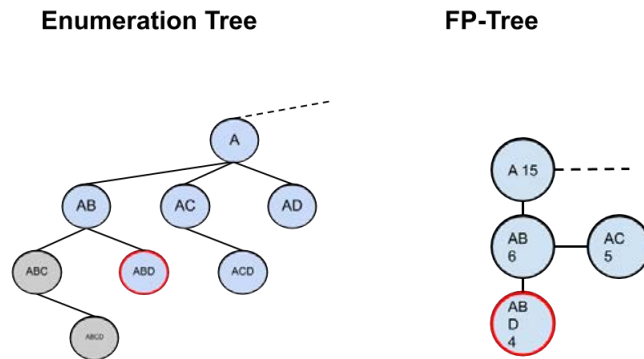 Enumeration Tree
FP-Tree
A
AB
AC
AD
ABC
ABD
ACD
ABCD
A 15
AB
6
AC
5
AB
D
4